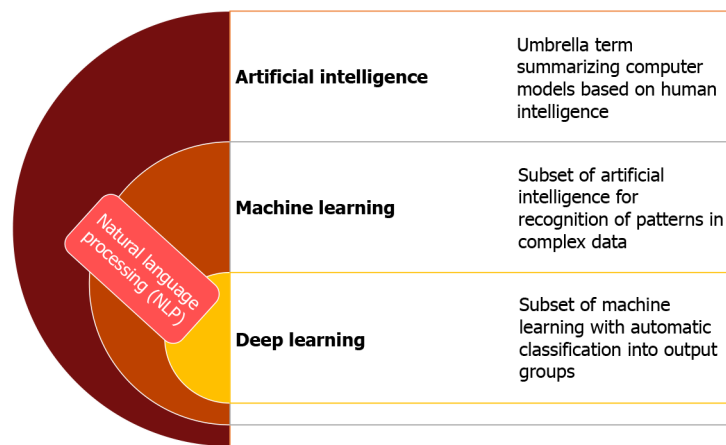 Artificial intelligence
Umbrella term
summarizing computer
models based on human
intelligence
Machine learning
Subset of artificial
intelligence for
recognition of patterns in
complex data
Natural language
processing (NLP)
Deep learning
Subset of machine
learning with automatic
classification into output
groups